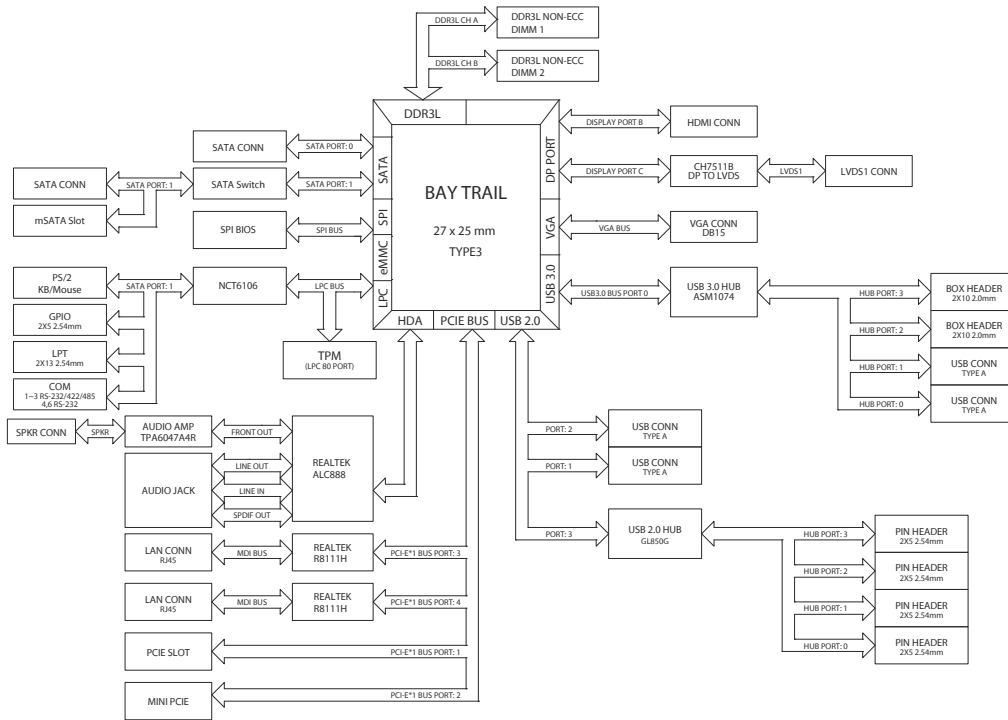 DDR3L CH A
DDR3L NON-ECC
DIMM 1
DDR3L CH B
DDR3L NON-ECC
DIMM 2
DDR3L
SATA
SPI
eMMC
LPC
BAY TRAIL
27 x 25 mm
TYPE3
DP PORT
VGA
USB 3.0
HDA
PCIE BUS
USB 2.0
SATA CONN
SATA PORT: 0
SATA CONN
SATA PORT: 1
SATA Switch
SATA PORT: 1
mSATA Slot
SPI BIOS
SPI BUS
PS/2
KB/Mouse
SATA PORT: 1
NCT6106
LPC BUS
GPIO
2X5 2.54mm
LPT
2X13 2.54mm
COM
1~3 RS-232/422/485
4,6 RS-232
TPM
(LPC 80 PORT)
SPKR CONN
SPKR
AUDIO AMP
TPA6047A4R
FRONT OUT
REALTEK
ALC888
AUDIO JACK
LINE OUT
LINE IN
SPDIF OUT
LAN CONN
RJ45
MDI BUS
REALTEK
R8111H
PCI-E*1 BUS PORT: 3
LAN CONN
RJ45
MDI BUS
REALTEK
R8111H
PCI-E*1 BUS PORT: 4
PCIE SLOT
PCI-E*1 BUS PORT: 1
MINI PCIE
PCI-E*1 BUS PORT: 2
DISPLAY PORT B
HDMI CONN
DISPLAY PORT C
CH7511B
DP TO LVDS
LVDS1
LVDS1 CONN
VGA BUS
VGA CONN
DB15
USB3.0 BUS PORT 0
USB 3.0 HUB
ASM1074
HUB PORT: 3
BOX HEADER
2X10 2.0mm
HUB PORT: 2
BOX HEADER
2X10 2.0mm
HUB PORT: 1
USB CONN
TYPE A
HUB PORT: 0
USB CONN
TYPE A
PORT: 2
USB CONN
TYPE A
PORT: 1
USB CONN
TYPE A
PORT: 3
USB 2.0 HUB
GL850G
HUB PORT: 3
PIN HEADER
2X5 2.54mm
HUB PORT: 2
PIN HEADER
2X5 2.54mm
HUB PORT: 1
PIN HEADER
2X5 2.54mm
HUB PORT: 0
PIN HEADER
2X5 2.54mm